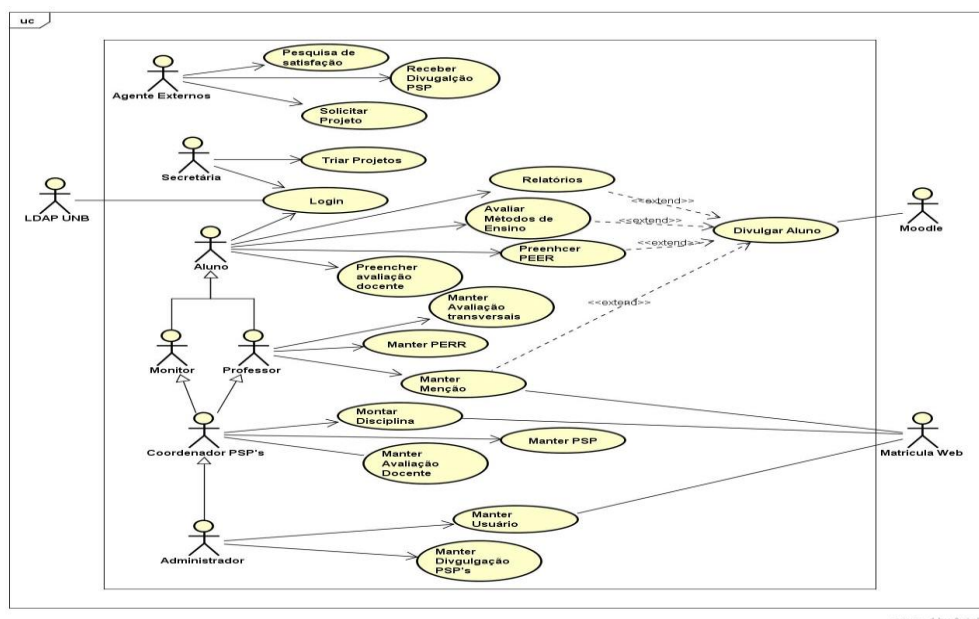 uc
Pesquisa de
satisfação
Receber
Divugalção
PSP
Agente Externos
Solicitar
Projeto
Triar Projetos
Secretária
Relatórios
Login
<<extend>>
LDAP UNB
Avaliar
Métodos de
Ensino
<<extend>>
Divulgar Aluno
Moodle
<<extend>>
Preenhcer
PEER
Aluno
Preencher
avaliação
docente
Manter
Avaliação
transversais
<<extend>>
Manter PERR
Monitor
Professor
Manter
Menção
Montar
Disciplina
Manter PSP
Coordenador PSP's
Matricula Web
Manter
Avaliação
Docente
Manter
Usuário
Administrador
Manter
Divgulgação
PSP's